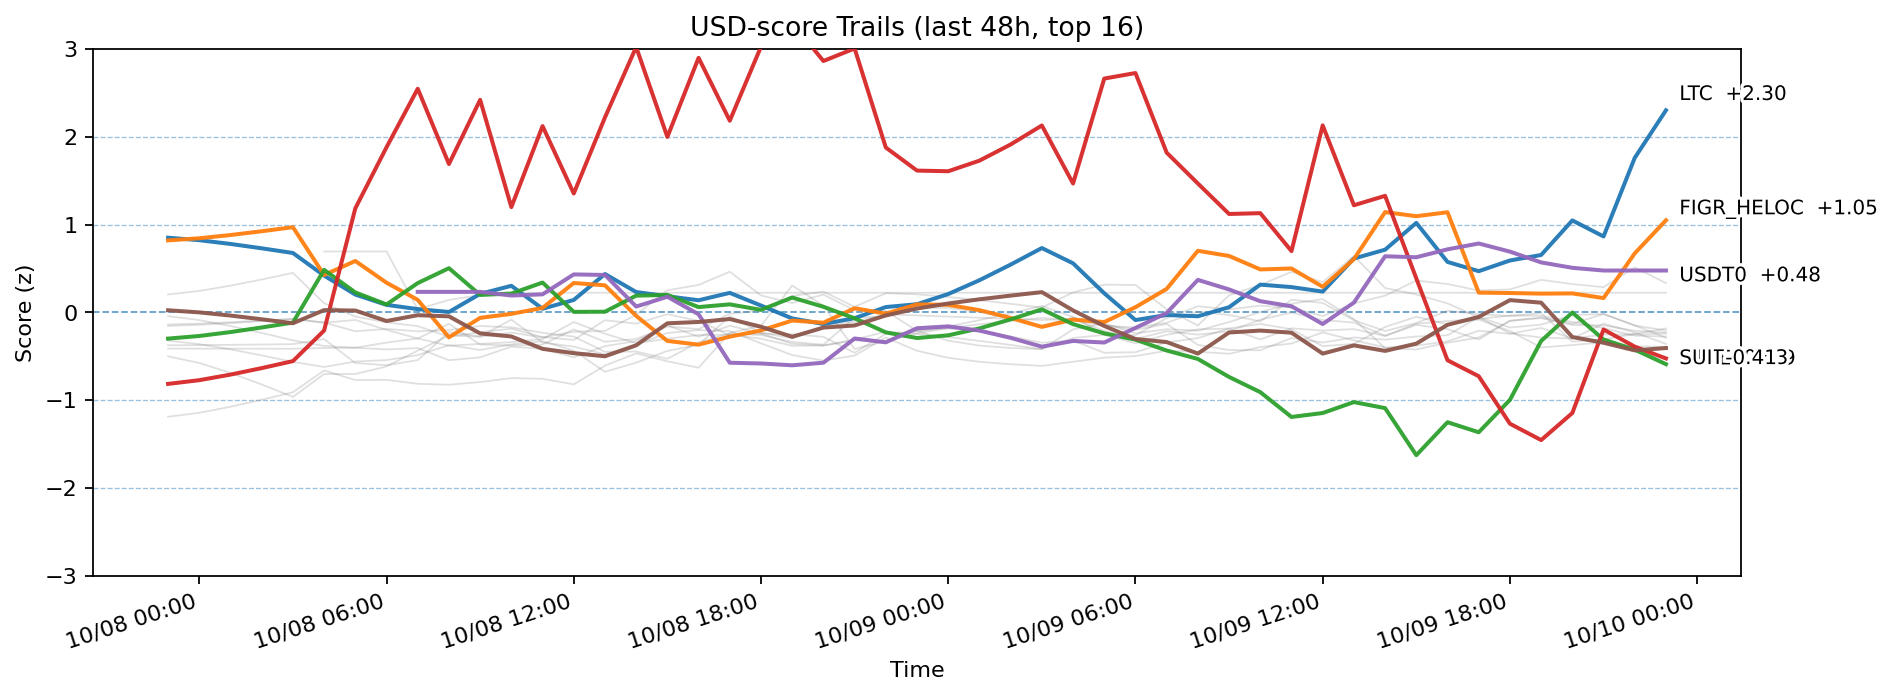 USD-score Trails (last 48h, top 16)
Score (z)
3
2
1
0
−1
−2
−3
LTC +2.30
FIGR_HELOC +1.05
USDT0 +0.48
10/08 00:00
10/08 06:00
10/08 12:00
10/08 18:00
10/09 00:00
10/09 06:00
10/09 12:00
10/09 18:00
10/10 00:00
Time